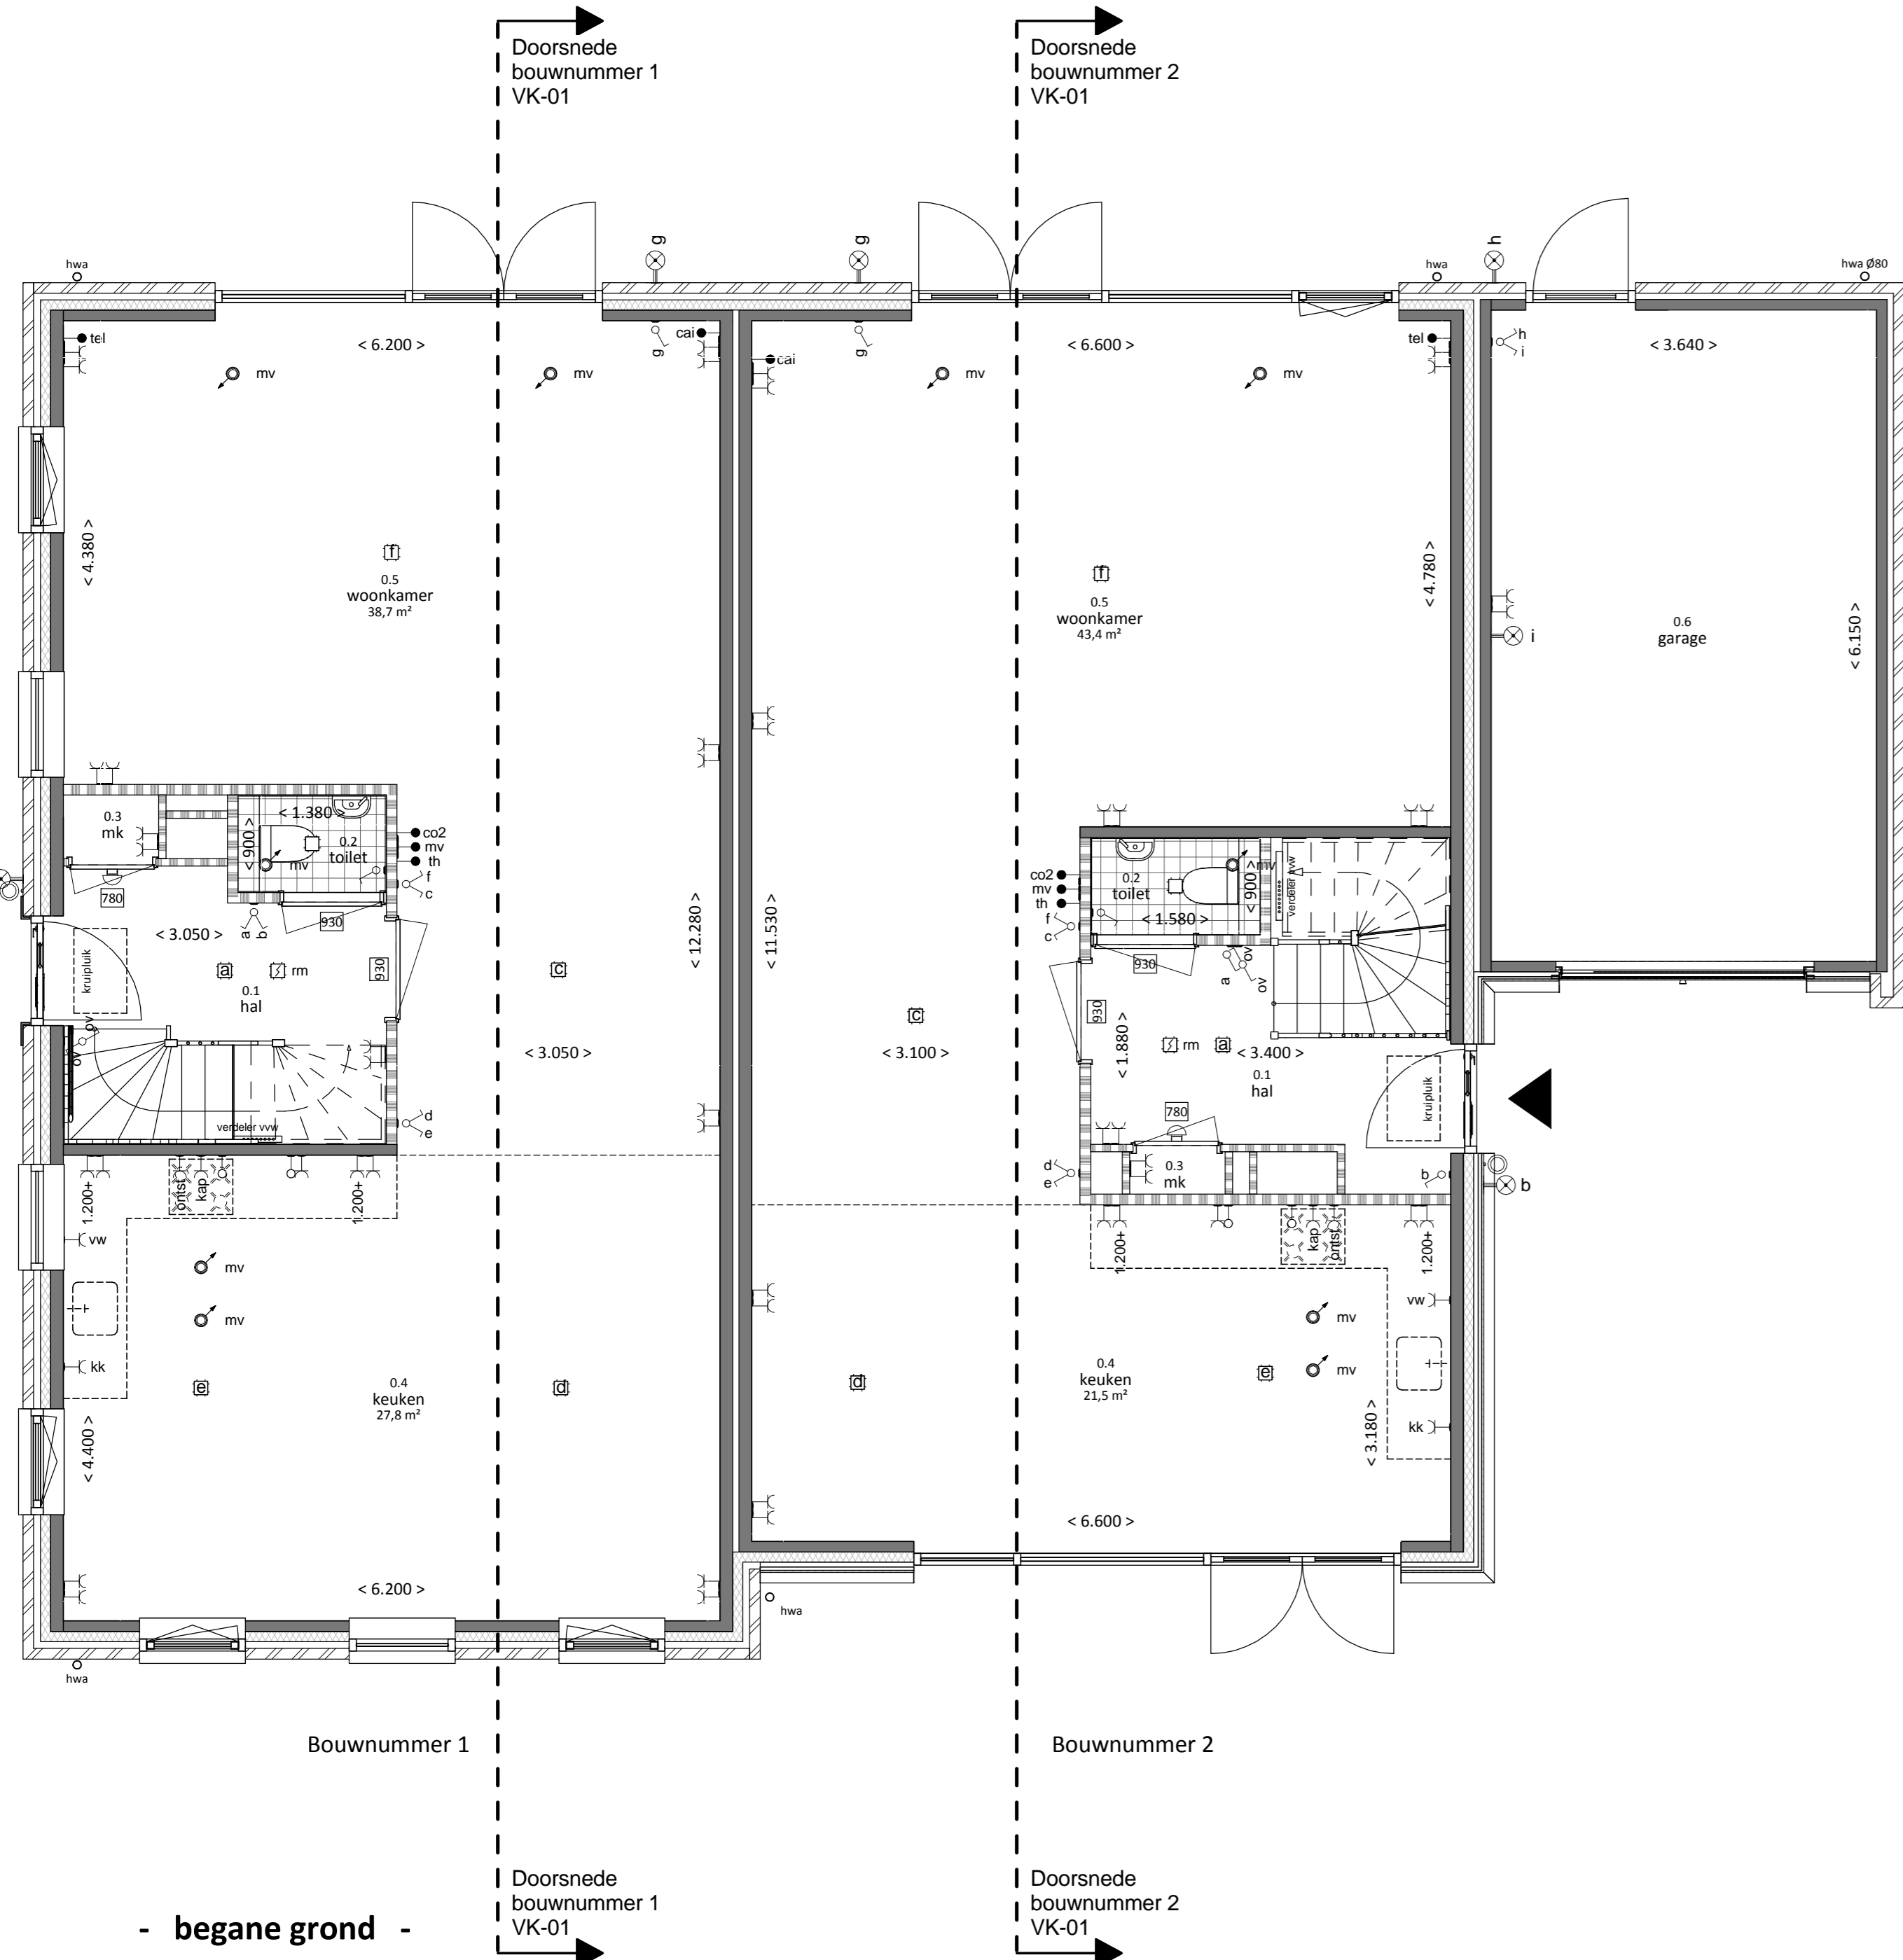 Doorsnede
bouwnummer 1
VK-01
Doorsnede
bouwnummer 2
VK-01
g
g
h
hwa
hwa
hwa Ø80
tel
< 6.200 >
g
cai
cai
g
< 6.600 >
tel
h
i
< 3.640 >
mv
mv
mv
mv
< 4.380 >
f
0.5
woonkamer
38,7 m²
f
0.5
woonkamer
43,4 m²
< 4.780 >
i
0.6
garage
< 6.150 >
0.3
mk
< 1.380 >
< 900 >
0.2
toilet
mv
co2
mv
th
f
c
780
930
a
b
< 3.050 >
kruipluik
a
rm
0.1
hal
930
ov
ov
verdeler vvw
d
e
c
< 3.050 >
< 12.280 >
< 11.530 >
c
< 3.100 >
co2
mv
th
f
c
0.2
toilet
< 1.580 >
< 900 >
mv
verdeler vvw
930
a
ov
ov
930
< 1.880 >
rm
a
< 3.400 >
0.1
hal
kruipluik
780
0.3
mk
d
e
b
b
1.200+
ontst
kap
1.200+
vw
mv
mv
kk
e
0.4
keuken
27,8 m²
d
< 4.400 >
< 6.200 >
1.200+
kap
ontst
1.200+
vw
mv
mv
kk
d
0.4
keuken
21,5 m²
e
< 3.180 >
< 6.600 >
hwa
hwa
Bouwnummer 1
Bouwnummer 2
Doorsnede
bouwnummer 1
VK-01
Doorsnede
bouwnummer 2
VK-01
- begane grond -